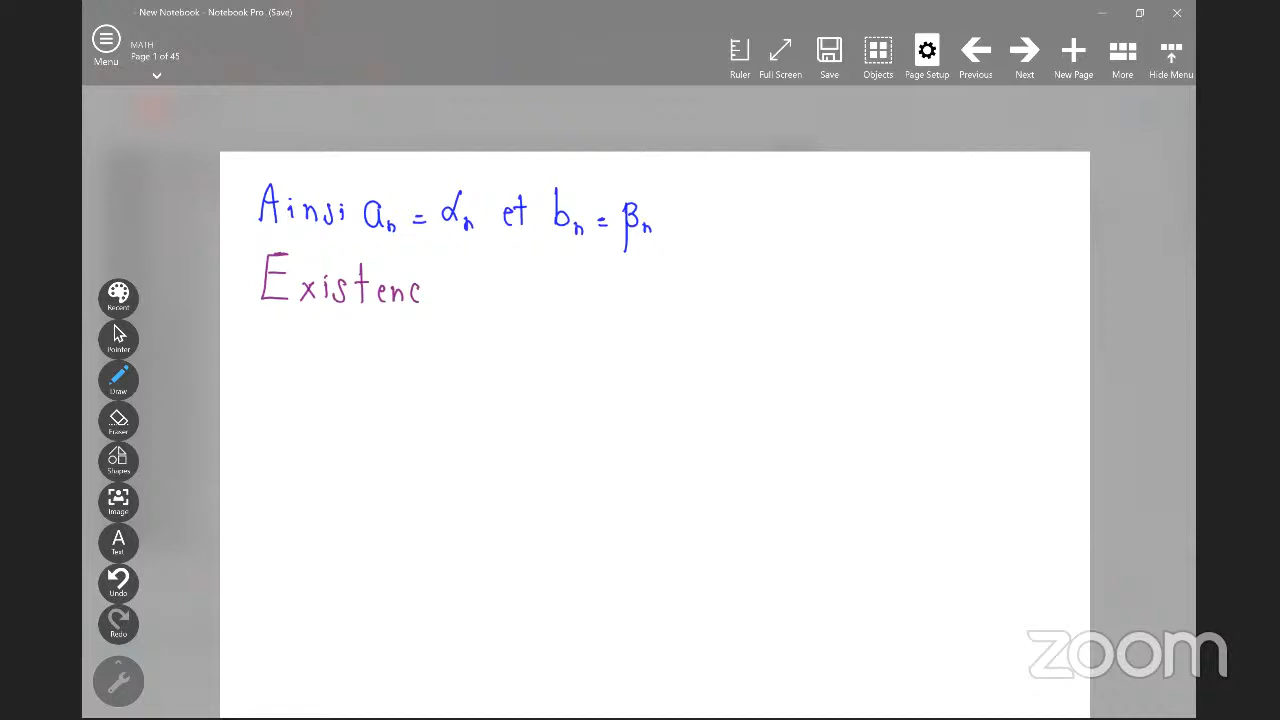 - New Notebook - Notebook Pro (Save)
Menu
MATH
Page 1 of 45
Ruler
Full Screen
Save
Objects
Page Setup
Previous
Next
New Page
More
Hide Menu
Ainsi aₙ = αₙ et bₙ = βₙ
Existenc
Recent
Pointer
Draw
Eraser
Shapes
Image
A
Text
Undo
Redo
zoom